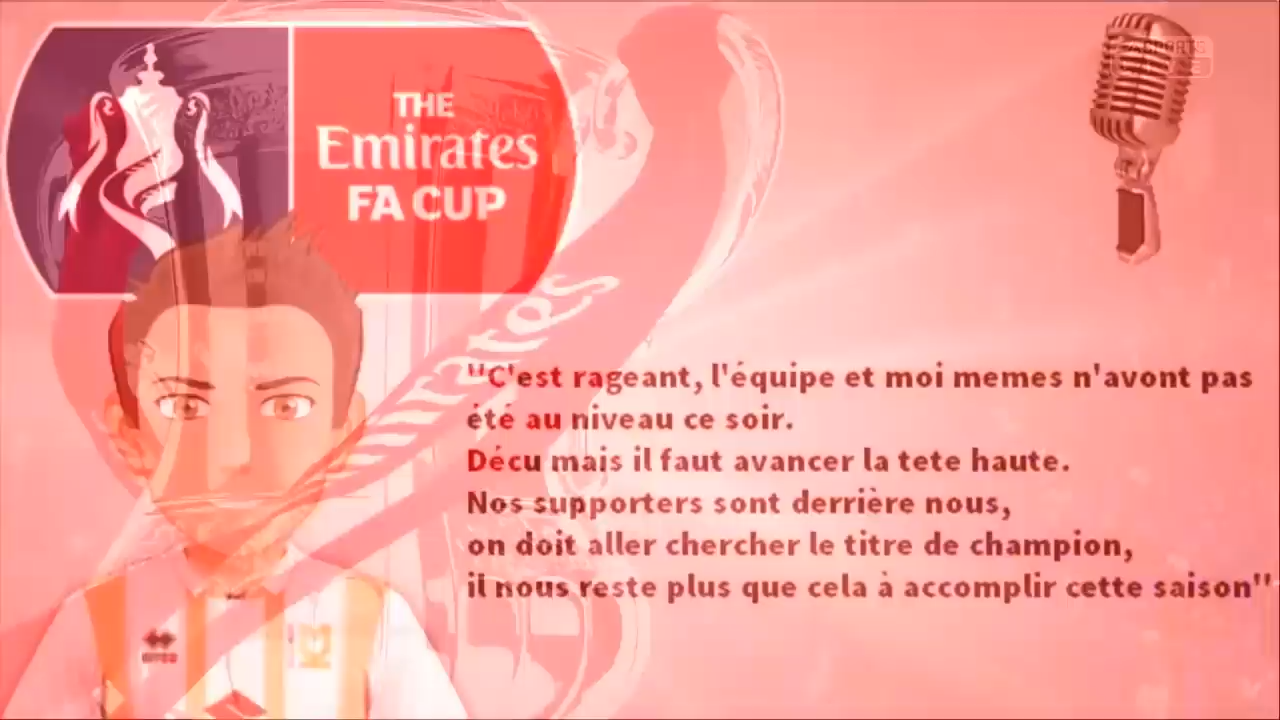 THE
Emirates
FA CUP
Emirates
"C'est rageant, l'équipe et moi memes n'avont pas
été au niveau ce soir.
Décu mais il faut avancer la tete haute.
Nos supporters sont derrière nous,
on doit aller chercher le titre de champion,
il nous reste plus que cela à accomplir cette saison"